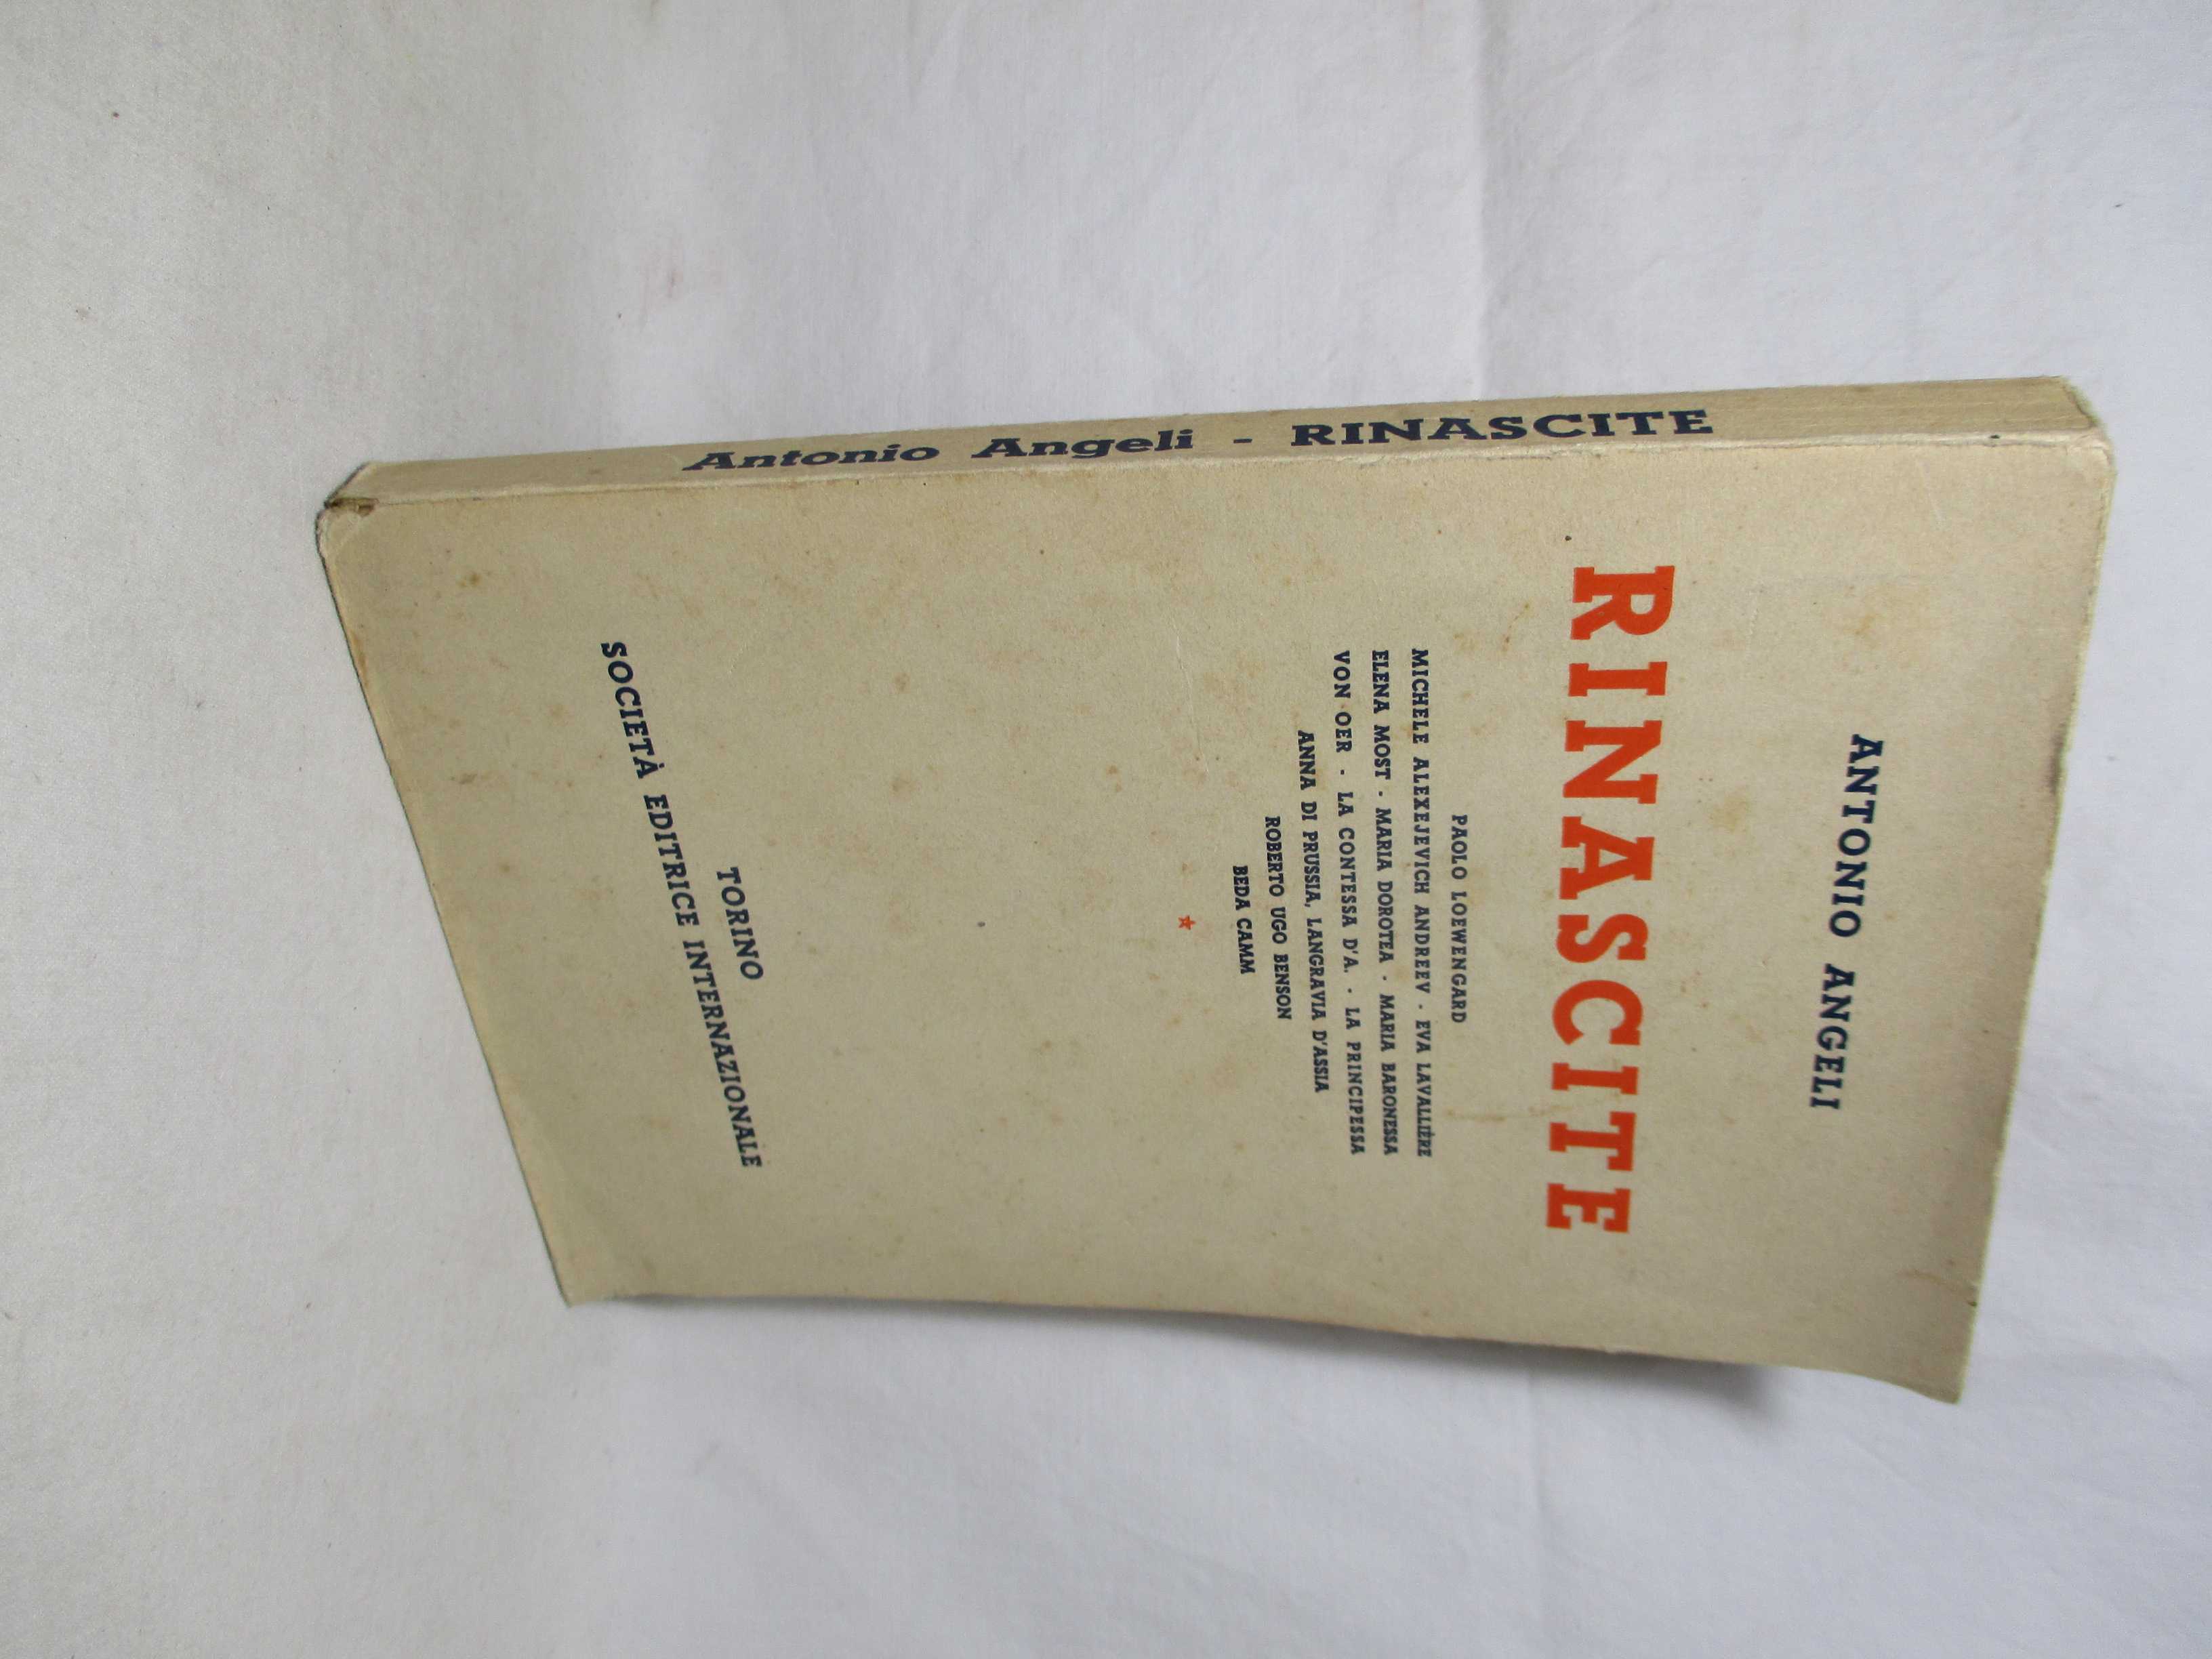 ANTONIO ANGELI
RINASCITE
PAOLO LOEWENGARD
MICHELE ALEXEJEVICH ANDREEV - EVA LAVALLIÈRE
ELENA MOST - MARIA DOROTEA - MARIA BARONESSA
VON OER - LA CONTESSA D'A. - LA PRINCIPESSA
ANNA DI PRUSSIA, LANGRAVIA D'ASSIA
ROBERTO UGO BENSON
BEDA CAMM
TORINO
SOCIETÀ EDITRICE INTERNAZIONALE
Antonio Angeli - RINASCITE